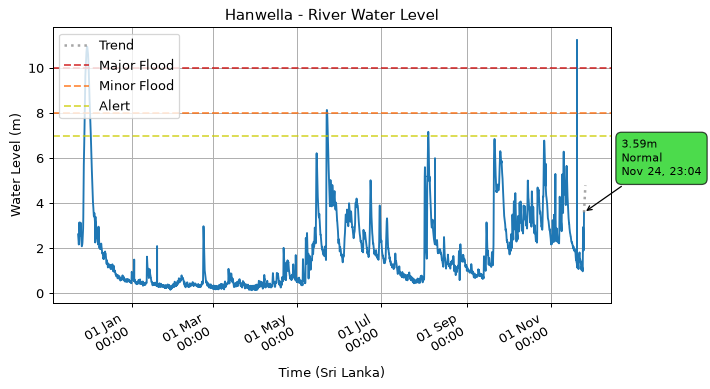 Hanwella - River Water Level
Trend
Major Flood
Minor Flood
Alert
Water Level (m)
10
8
6
4
2
0
3.59m
Normal
Nov 24, 23:04
01 Jan
00:00
01 Mar
00:00
01 May
00:00
01 Jul
00:00
01 Sep
00:00
01 Nov
00:00
Time (Sri Lanka)